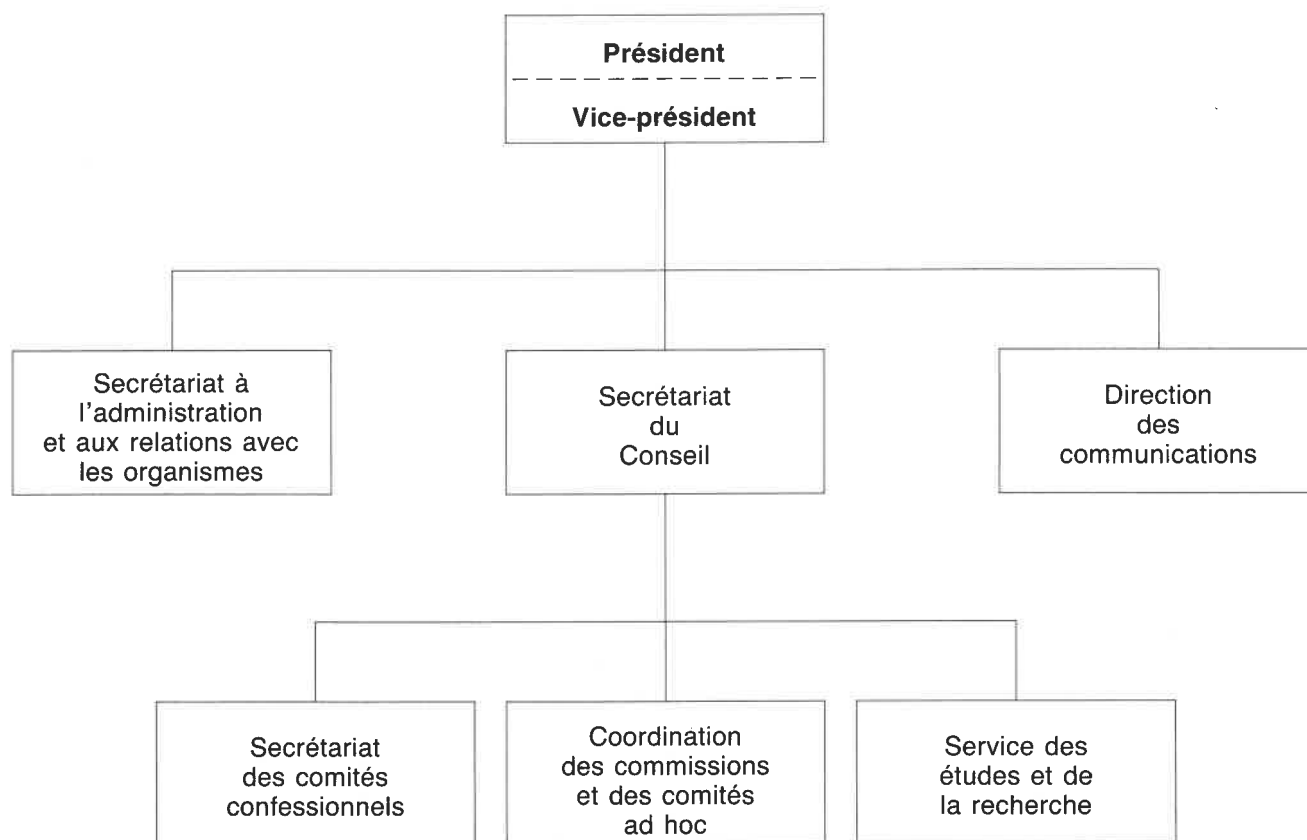 Président
Vice-président
Secrétariat à
l'administration
et aux relations avec
les organismes
Secrétariat
du
Conseil
Direction
des
communications
Secrétariat
des comités
confessionnels
Coordination
des commissions
et des comités
ad hoc
Service des
études et de
la recherche